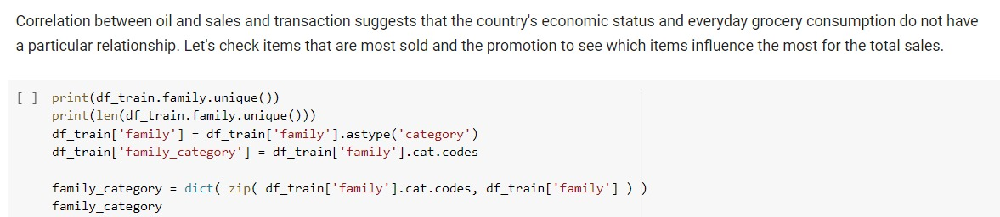 Correlation between oil and sales and transaction suggests that the country's economic status and everyday grocery consumption do not have
a particular relationship. Let's check items that are most sold and the promotion to see which items influence the most for the total sales.
[ ] print(df_train.family.unique())
print(len(df_train.family.unique()))
df_train['family'] = df_train['family'].astype('category')
df_train['family_category'] = df_train['family'].cat.codes
family_category = dict( zip( df_train['family'].cat.codes, df_train['family'] ) )
family_category